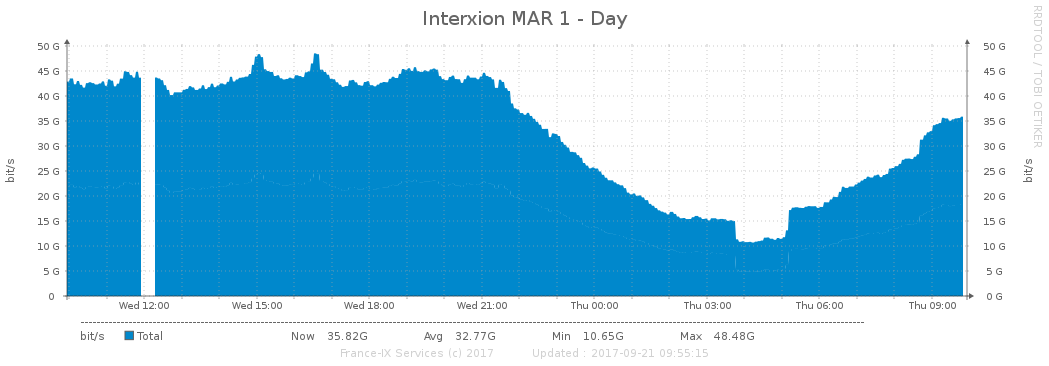 Interxion MAR 1 - Day
RRDTOOL / TOBI OETIKER
50 G 50 G
45 G 45 G
40 G 40 G
35 G 35 G
30 G 30 G
25 G 25 G
20 G 20 G
15 G 15 G
10 G 10 G
5 G 5 G
0 0 G
bit/s bit/s
Wed 12:00 Wed 15:00 Wed 18:00 Wed 21:00 Thu 00:00 Thu 03:00 Thu 06:00 Thu 09:00
bit/s Total Now 35.82G Avg 32.77G Min 10.65G Max 48.48G
France-IX Services (c) 2017 Updated : 2017-09-21 09:55:15